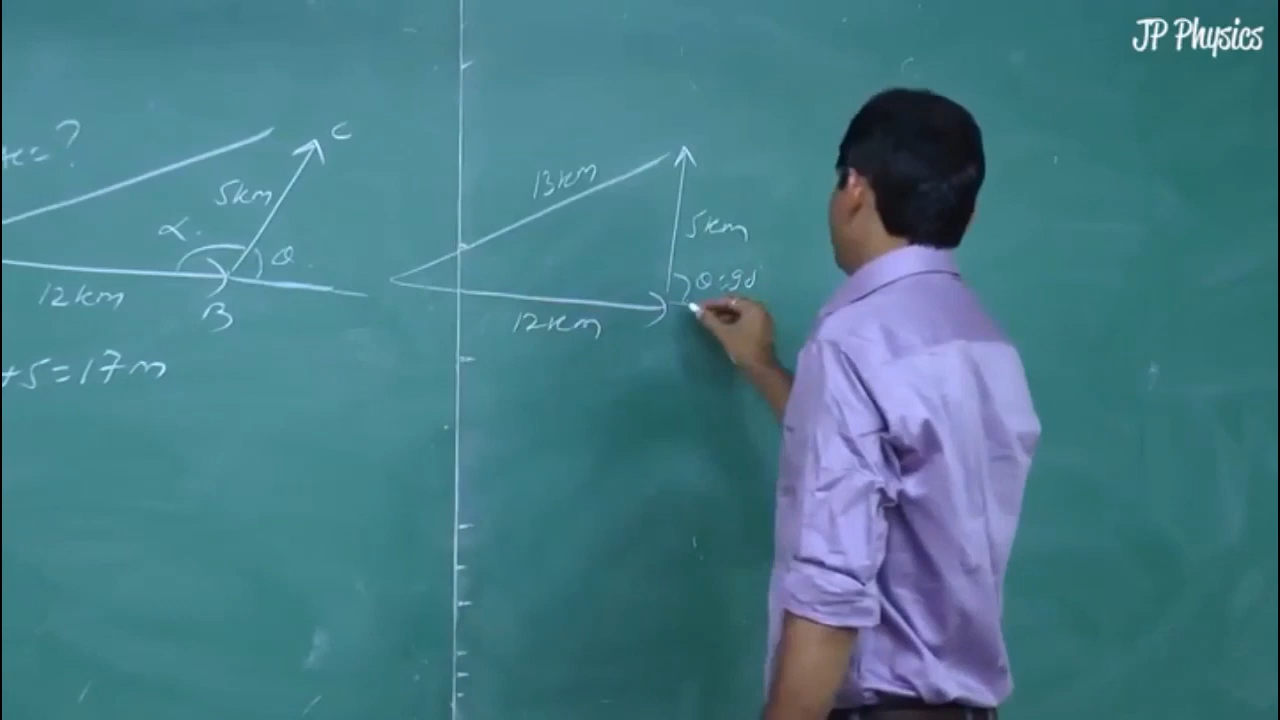 JP Physics
=?
C
5km
α.
θ
12km
B
+5=17m
13km
5km
θ=90
12km